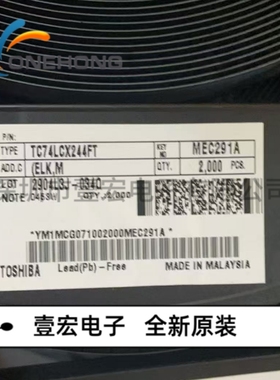 ONEHONG
P/N:
TYPE TC74LCX244FT MEC291A
ADD.C (ELK,M QTY. 2,000 PCS
NOTE
*YM1MCG071002000MEC291A*
TOSHIBA Lead(Pb)-Free MADE IN MALAYSIA
壹宏电子 全新原装